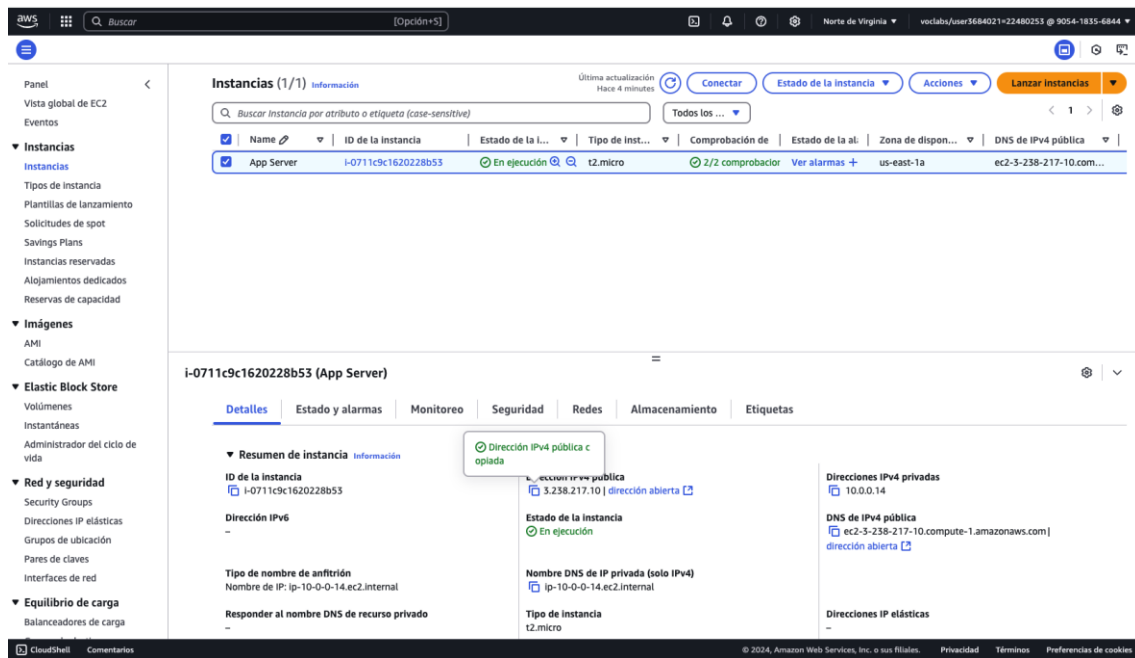 aws
Buscar [Opción+S] Norte de Virginia voclabs/user3684021=22480253 @ 9054-1835-6844
Panel
Vista global de EC2
Eventos
Instancias
Instancias
Tipos de instancia
Plantillas de lanzamiento
Solicitudes de spot
Savings Plans
Instancias reservadas
Alojamientos dedicados
Reservas de capacidad
Imágenes
AMI
Catálogo de AMI
Elastic Block Store
Volúmenes
Instantáneas
Administrador del ciclo de
vida
Red y seguridad
Security Groups
Direcciones IP elásticas
Grupos de ubicación
Pares de claves
Interfaces de red
Equilibrio de carga
Balanceadores de carga
Instancias (1/1) Información
Última actualización
Hace 4 minutes
Conectar
Estado de la instancia
Acciones
Lanzar instancias
Buscar Instancia por atributo o etiqueta (case-sensitive)
Todos los ...
1
Name ID de la instancia Estado de la i... Tipo de inst... Comprobación de Estado de la al Zona de dispon... DNS de IPv4 pública
App Server i-0711c9c1620228b53 En ejecución t2.micro 2/2 comprobacior Ver alarmas + us-east-1a ec2-3-238-217-10.com...
i-0711c9c1620228b53 (App Server)
Detalles Estado y alarmas Monitoreo Seguridad Redes Almacenamiento Etiquetas
Dirección IPv4 pública c
opiada
Resumen de instancia Información
ID de la instancia
i-0711c9c1620228b53
Dirección IPv4 pública
3.238.217.10 | dirección abierta
Direcciones IPv4 privadas
10.0.0.14
Dirección IPv6
–
Estado de la instancia
En ejecución
DNS de IPv4 pública
ec2-3-238-217-10.compute-1.amazonaws.com |
dirección abierta
Tipo de nombre de anfitrión
Nombre de IP: ip-10-0-0-14.ec2.internal
Nombre DNS de IP privada (solo IPv4)
ip-10-0-0-14.ec2.internal
Responder al nombre DNS de recurso privado
–
Tipo de instancia
t2.micro
Direcciones IP elásticas
–
CloudShell Comentarios © 2024, Amazon Web Services, Inc. o sus filiales. Privacidad Términos Preferencias de cookies